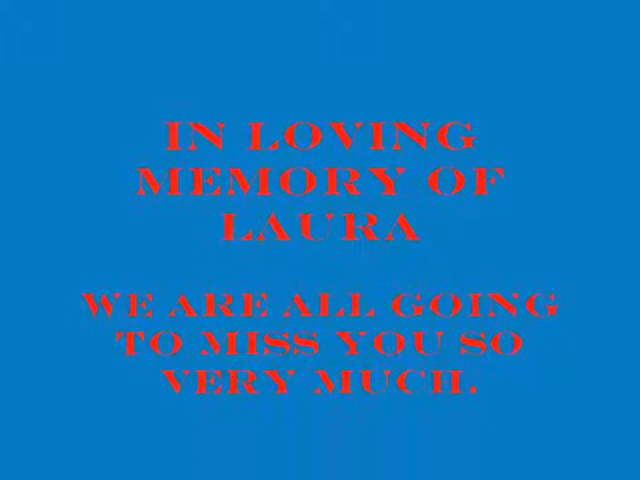 IN LOVING
MEMORY OF
LAURA
WE ARE ALL GOING
TO MISS YOU SO
VERY MUCH.